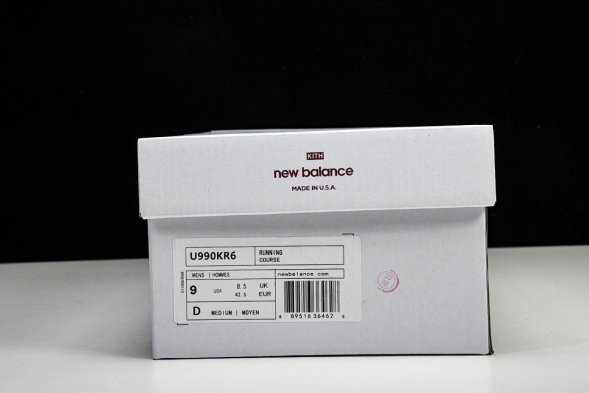 KITH
new balance
MADE IN U.S.A.
U990KR6
RUNNING
COURSE
MENS | HOMMES
newbalance.com
9 USA 8.5 UK
42.5 EUR
D MEDIUM | MOYEN